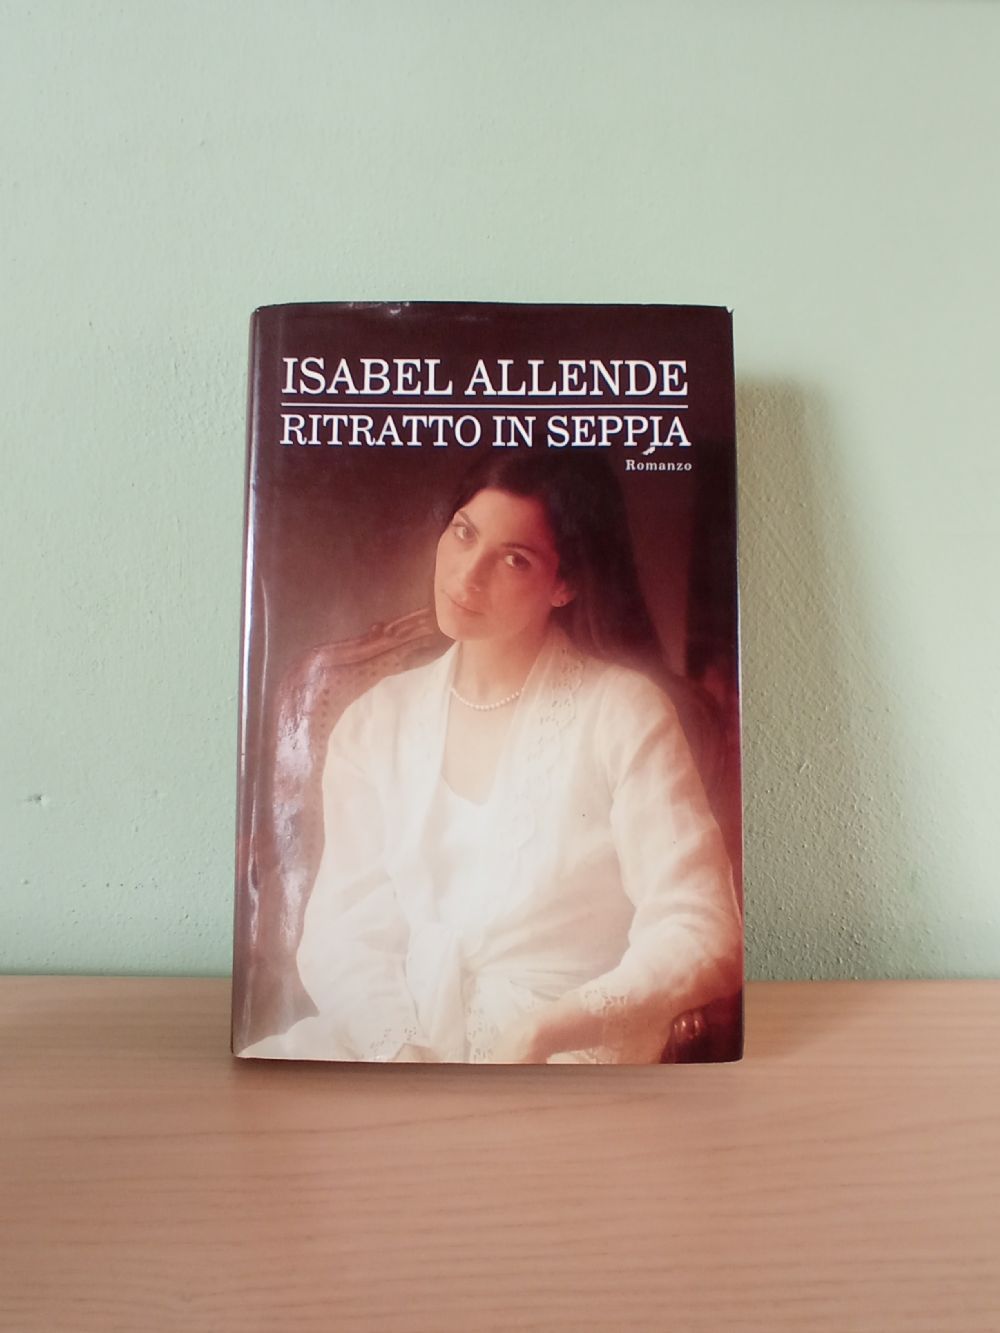 ISABEL ALLENDE
RITRATTO IN SEPPIA
Romanzo